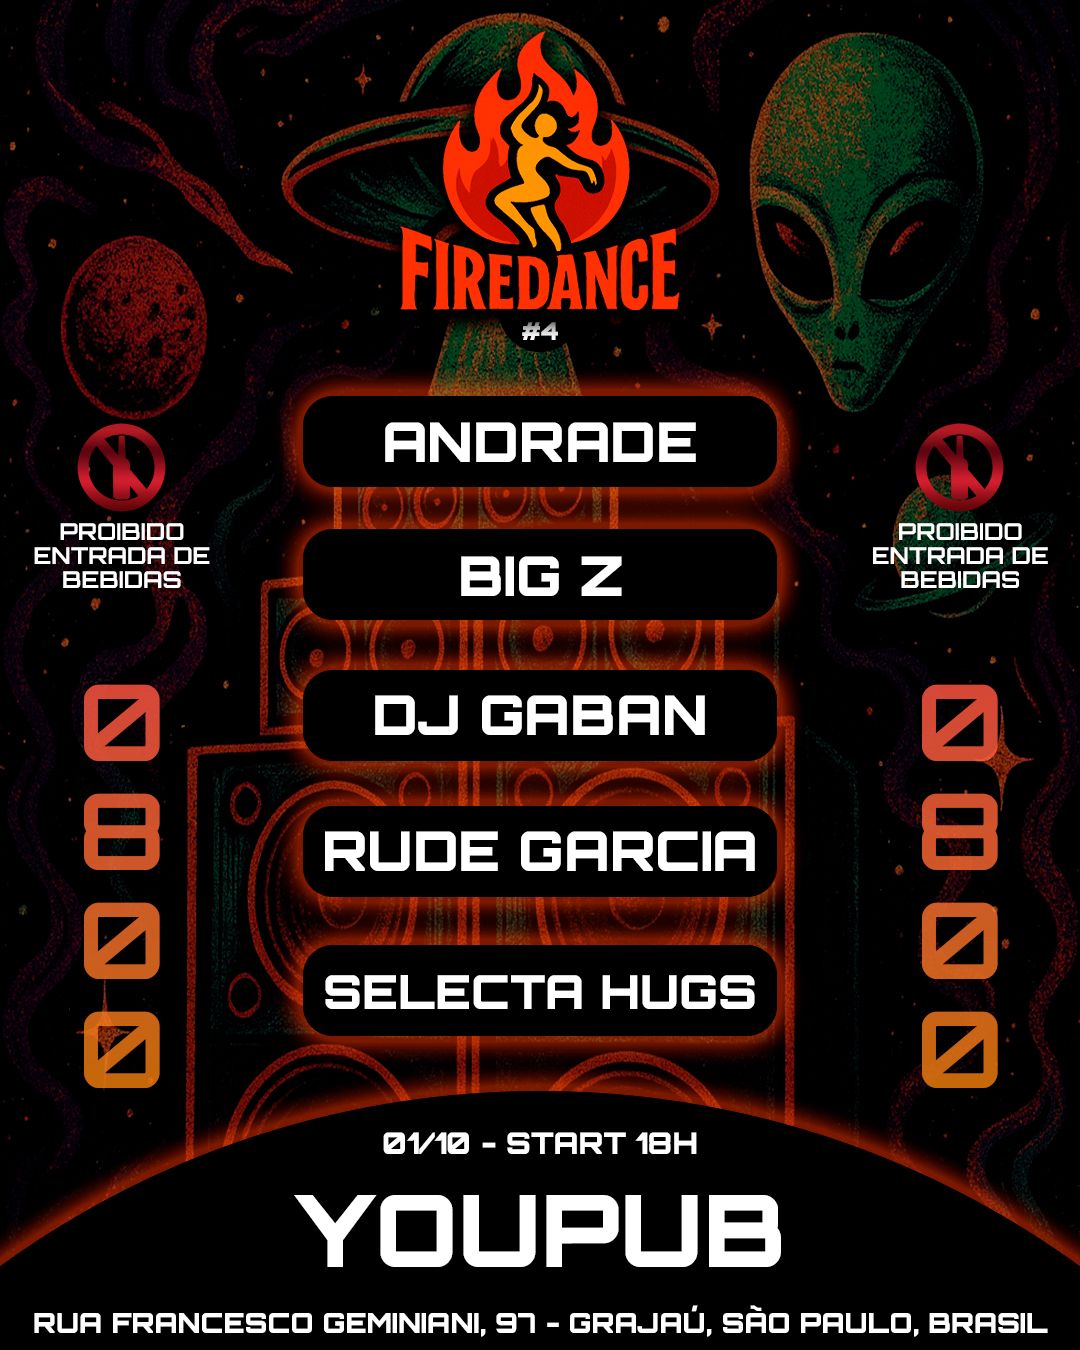 FIREDANCE
#4
ANDRADE
BIG Z
DJ GABAN
RUDE GARCIA
SELECTA HUGS
PROIBIDO
ENTRADA DE
BEBIDAS
0
8
0
0
PROIBIDO
ENTRADA DE
BEBIDAS
0
8
0
0
01/10 - START 18H
YOUPUB
RUA FRANCESCO GEMINIANI, 97 - GRAJAÚ, SÃO PAULO, BRASIL